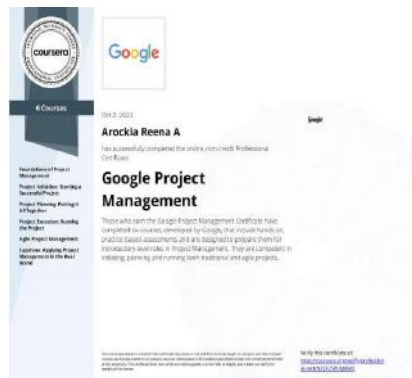 coursera
6 Courses
Foundations of Project
Management
Project Initiation: Starting a
Successful Project
Project Planning: Putting It
All Together
Project Execution: Running
the Project
Agile Project Management
Capstone: Applying Project
Management in the Real
World
Google
Oct 2, 2022
Arockia Reena A
has successfully completed the online, non-credit Professional
Certificate
Google Project
Management
Those who earn the Google Project Management Certificate have
completed six courses, developed by Google, that include hands-on,
practice-based assessments and are designed to prepare them for
introductory-level roles in Project Management. They are competent in
initiating, planning and running both traditional and agile projects.
Google
Verify this certificate at: